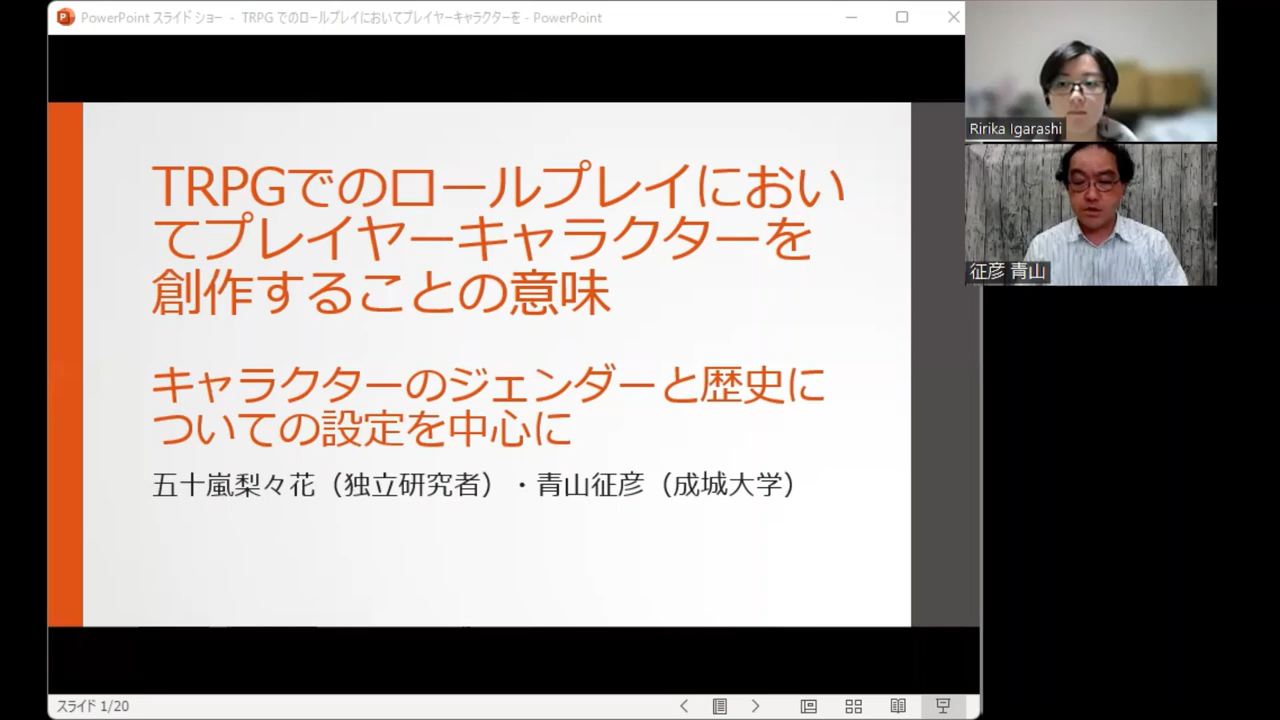 PowerPoint スライド ショー - TRPG でのロールプレイにおいてプレイヤーキャラクターを - PowerPoint
TRPGでのロールプレイにおい
てプレイヤーキャラクターを
創作することの意味
キャラクターのジェンダーと歴史に
ついての設定を中心に
五十嵐梨々花（独立研究者）・青山征彦（成城大学）
Ririka Igarashi
征彦 青山
スライド 1/20